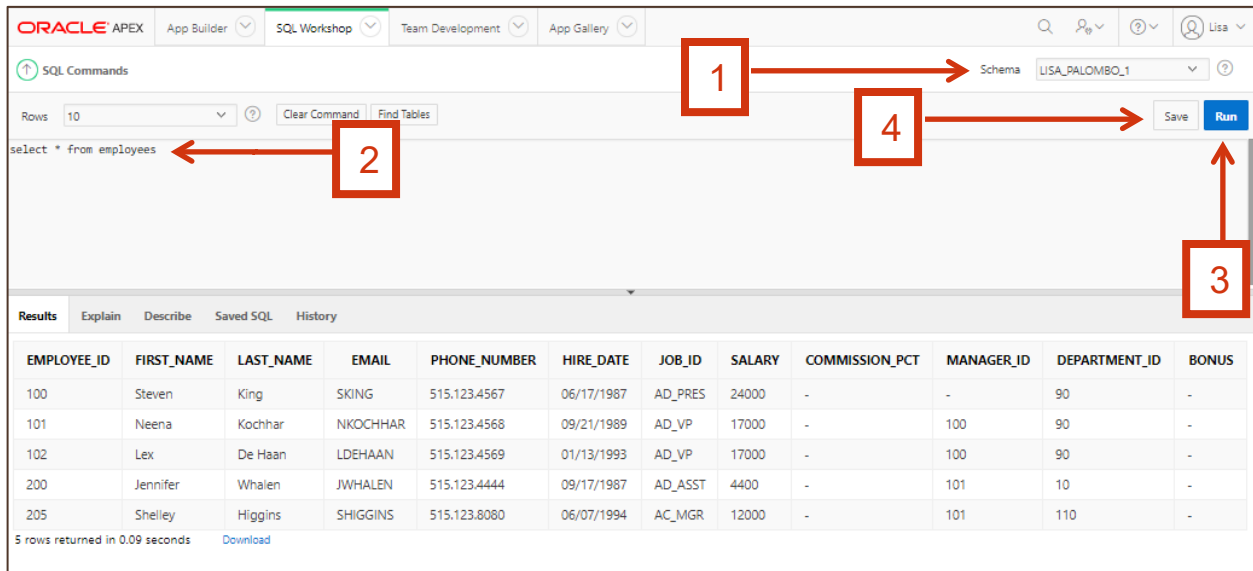 ORACLE APEX App Builder SQL Workshop Team Development App Gallery Lisa
SQL Commands 1 Schema LISA_PALOMBO_1
Rows 10 Clear Command Find Tables 4 Save Run
select * from employees 2
3
Results Explain Describe Saved SQL History
EMPLOYEE_ID FIRST_NAME LAST_NAME EMAIL PHONE_NUMBER HIRE_DATE JOB_ID SALARY COMMISSION_PCT MANAGER_ID DEPARTMENT_ID BONUS
100 Steven King SKING 515.123.4567 06/17/1987 AD_PRES 24000 - - 90 -
101 Neena Kochhar NKOCHHAR 515.123.4568 09/21/1989 AD_VP 17000 - 100 90 -
102 Lex De Haan LDEHAAN 515.123.4569 01/13/1993 AD_VP 17000 - 100 90 -
200 Jennifer Whalen JWHALEN 515.123.4444 09/17/1987 AD_ASST 4400 - 101 10 -
205 Shelley Higgins SHIGGINS 515.123.8080 06/07/1994 AC_MGR 12000 - 101 110 -
5 rows returned in 0.09 seconds Download